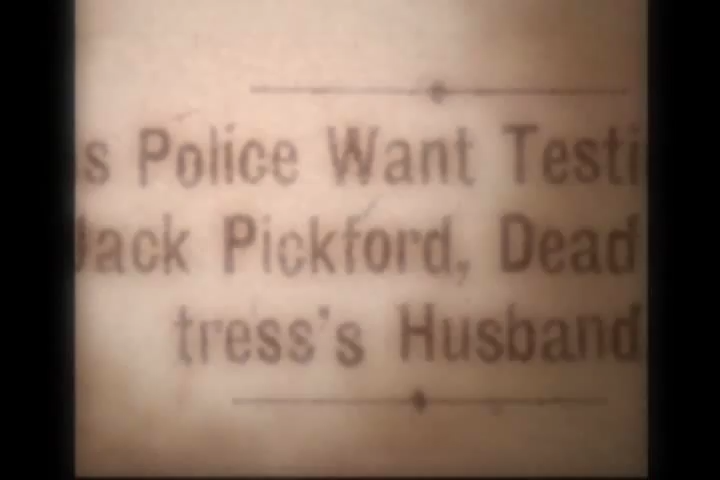 s Police Want Testi
Jack Pickford, Dead
tress's Husband